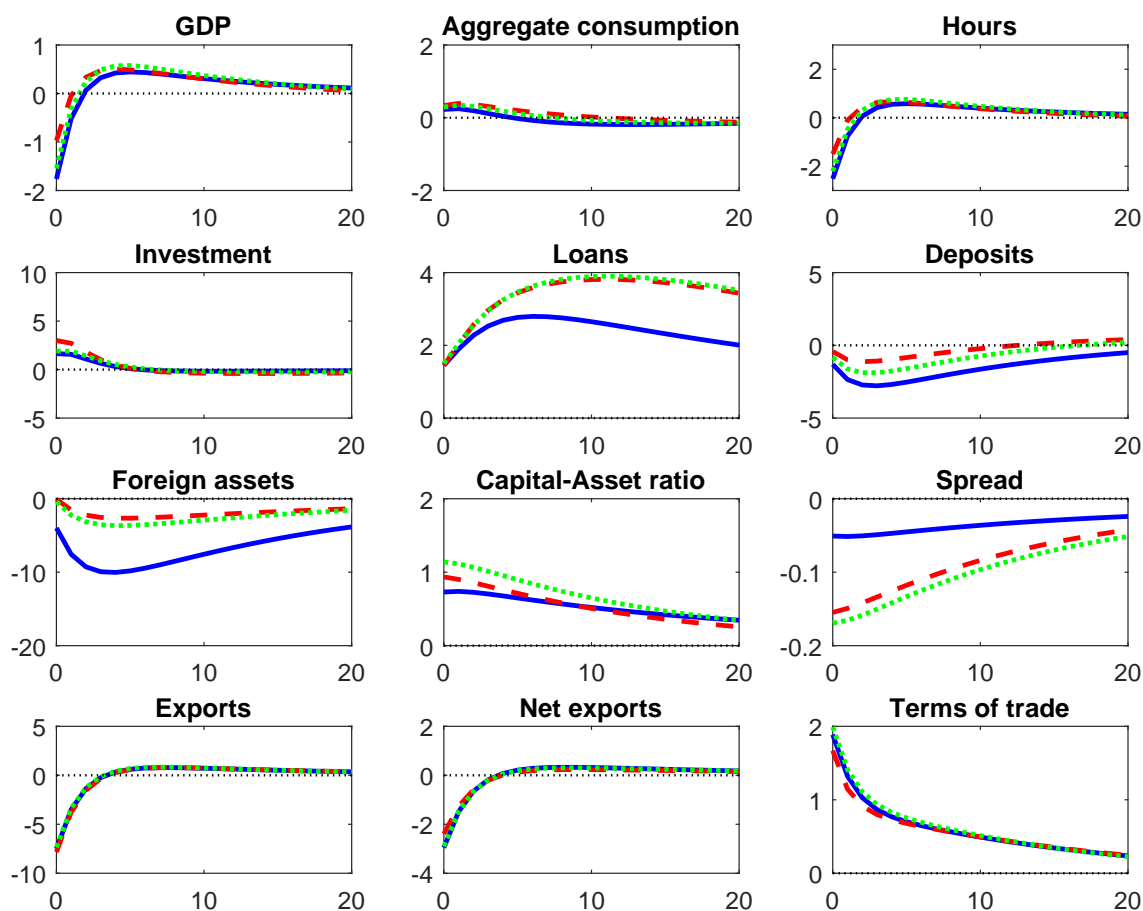 GDP
Aggregate consumption
Hours
1
0
-1
-2
0 10 20
2
0
-2
0 10 20
2
0
-2
0 10 20
Investment
Loans
Deposits
10
5
0
-5
0 10 20
4
2
0
0 10 20
5
0
-5
0 10 20
Foreign assets
Capital-Asset ratio
Spread
0
-10
-20
0 10 20
2
1
0
0 10 20
0
-0.1
-0.2
0 10 20
Exports
Net exports
Terms of trade
5
0
-5
-10
0 10 20
2
0
-2
-4
0 10 20
2
1
0
0 10 20